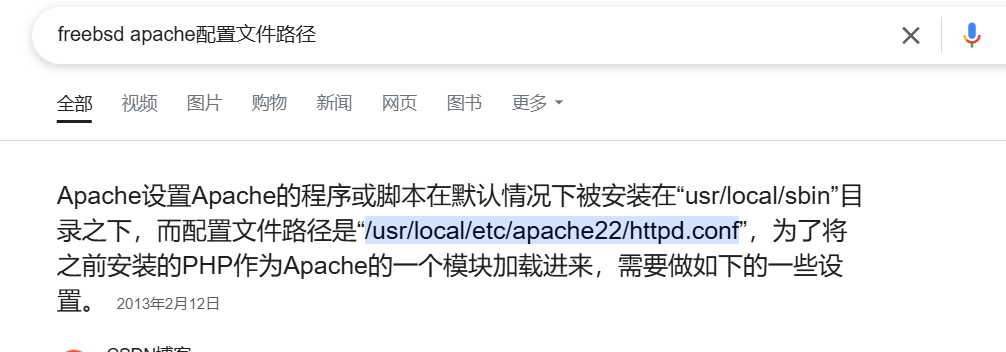 freebsd apache配置文件路径
全部 视频 图片 购物 新闻 网页 图书 更多
Apache设置Apache的程序或脚本在默认情况下被安装在“usr/local/sbin”目
录之下，而配置文件路径是“/usr/local/etc/apache22/httpd.conf”，为了将
之前安装的PHP作为Apache的一个模块加载进来，需要做如下的一些设
置。 2013年2月12日
CSDN博客